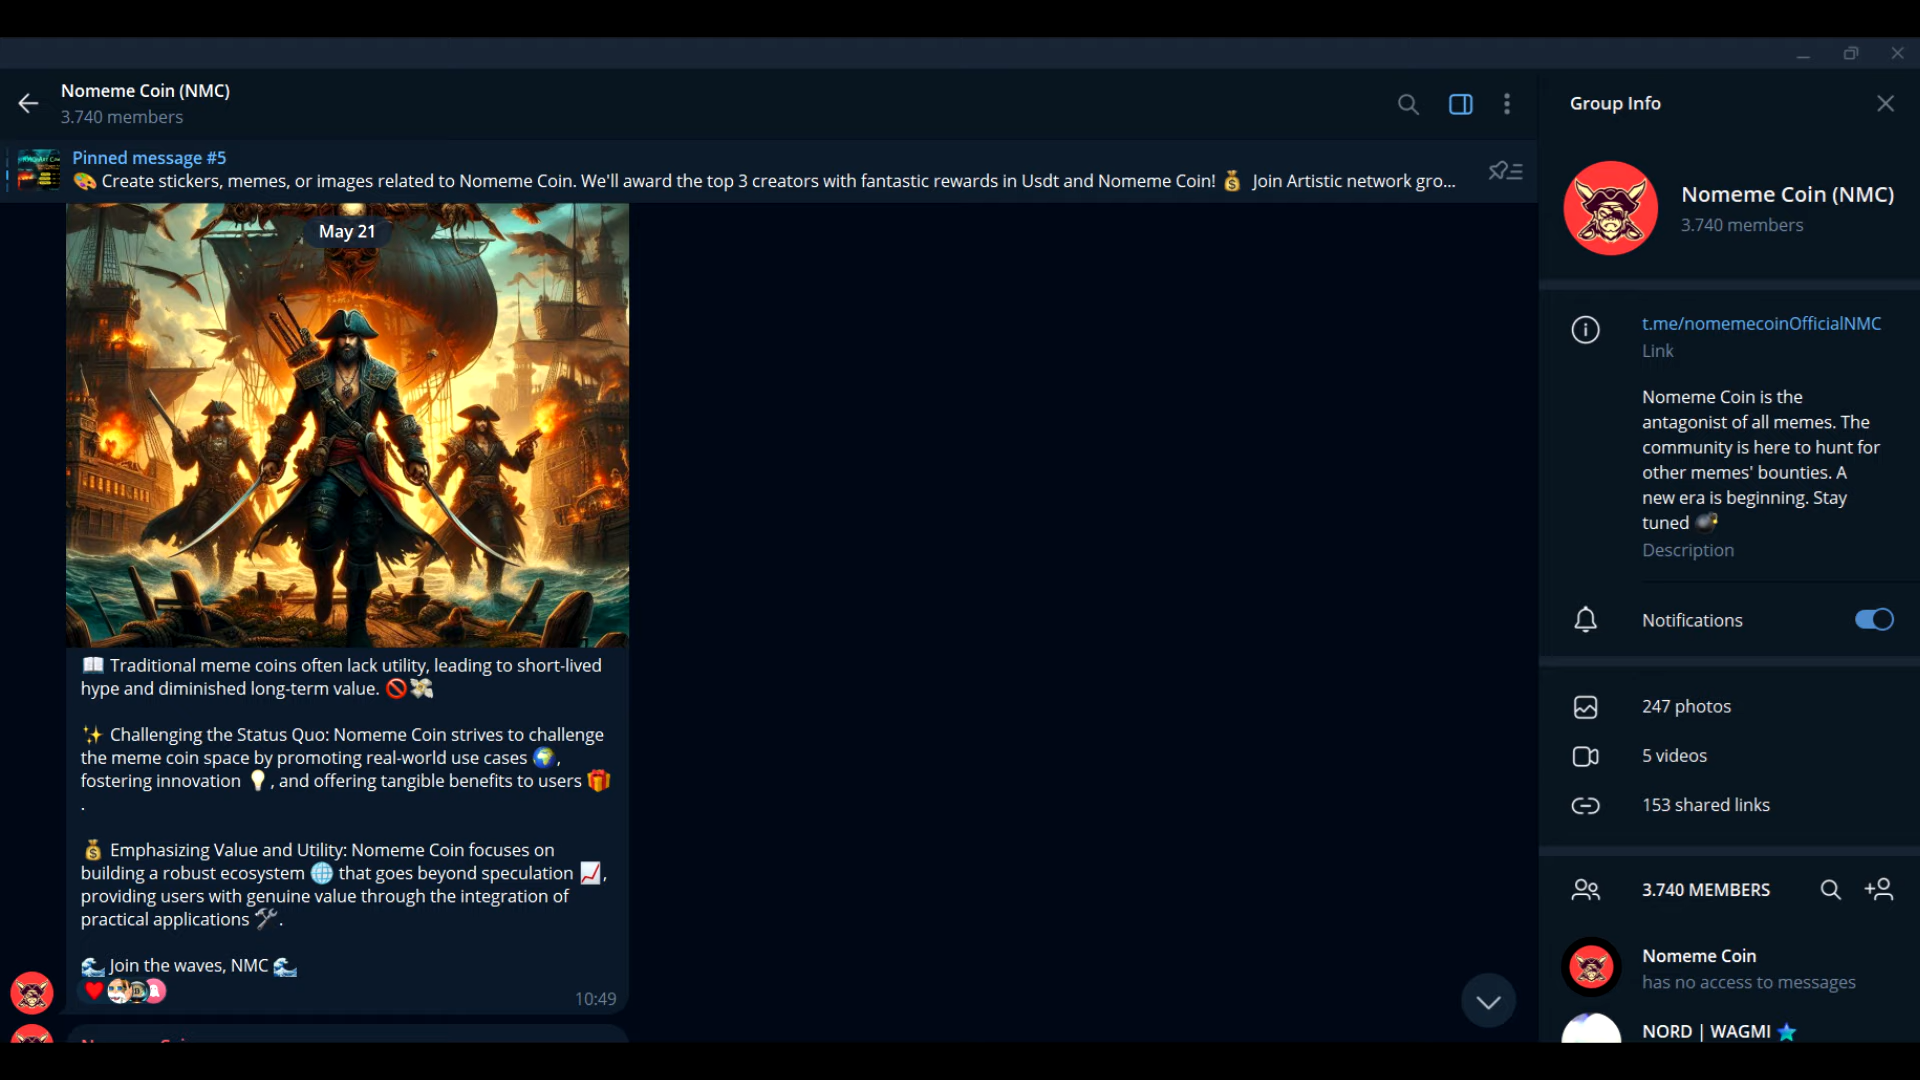 Nomeme Coin (NMC)
3.740 members
Pinned message #5
🎨 Create stickers, memes, or images related to Nomeme Coin. We'll award the top 3 creators with fantastic rewards in Usdt and Nomeme Coin! 💰 Join Artistic network gro...
May 21
📖 Traditional meme coins often lack utility, leading to short-lived
hype and diminished long-term value. 🚫💸
✨ Challenging the Status Quo: Nomeme Coin strives to challenge
the meme coin space by promoting real-world use cases 🌍,
fostering innovation 💡, and offering tangible benefits to users 🎁
.
💰 Emphasizing Value and Utility: Nomeme Coin focuses on
building a robust ecosystem 🌐 that goes beyond speculation 📈,
providing users with genuine value through the integration of
practical applications 🛠️.
🌊 Join the waves, NMC 🌊
10:49
Group Info
Nomeme Coin (NMC)
3.740 members
t.me/nomemecoinOfficialNMC
Link
Nomeme Coin is the
antagonist of all memes. The
community is here to hunt for
other memes' bounties. A
new era is beginning. Stay
tuned 💣
Description
Notifications
247 photos
5 videos
153 shared links
3.740 MEMBERS
Nomeme Coin
has no access to messages
NORD | WAGMI